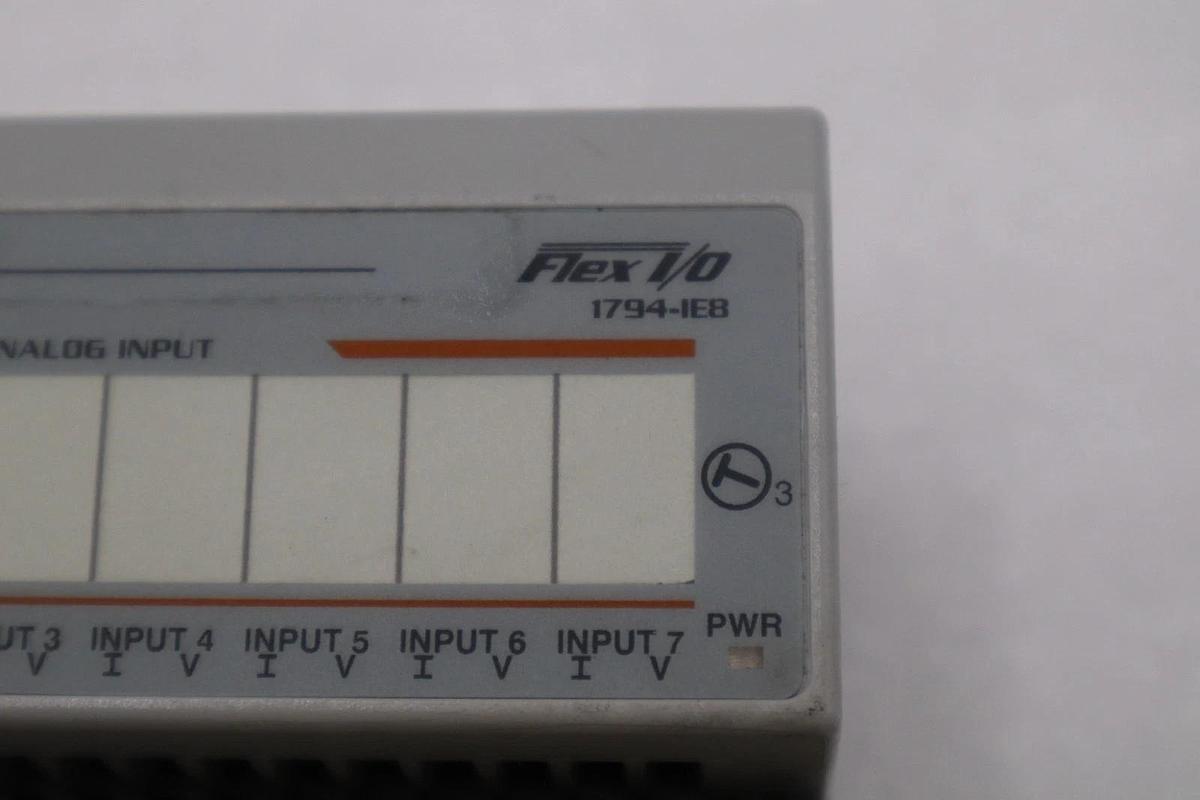 Flex I/O
1794-IE8
NALOG INPUT
3
UT 3 INPUT 4 INPUT 5 INPUT 6 INPUT 7 PWR
V I V I V I V I V